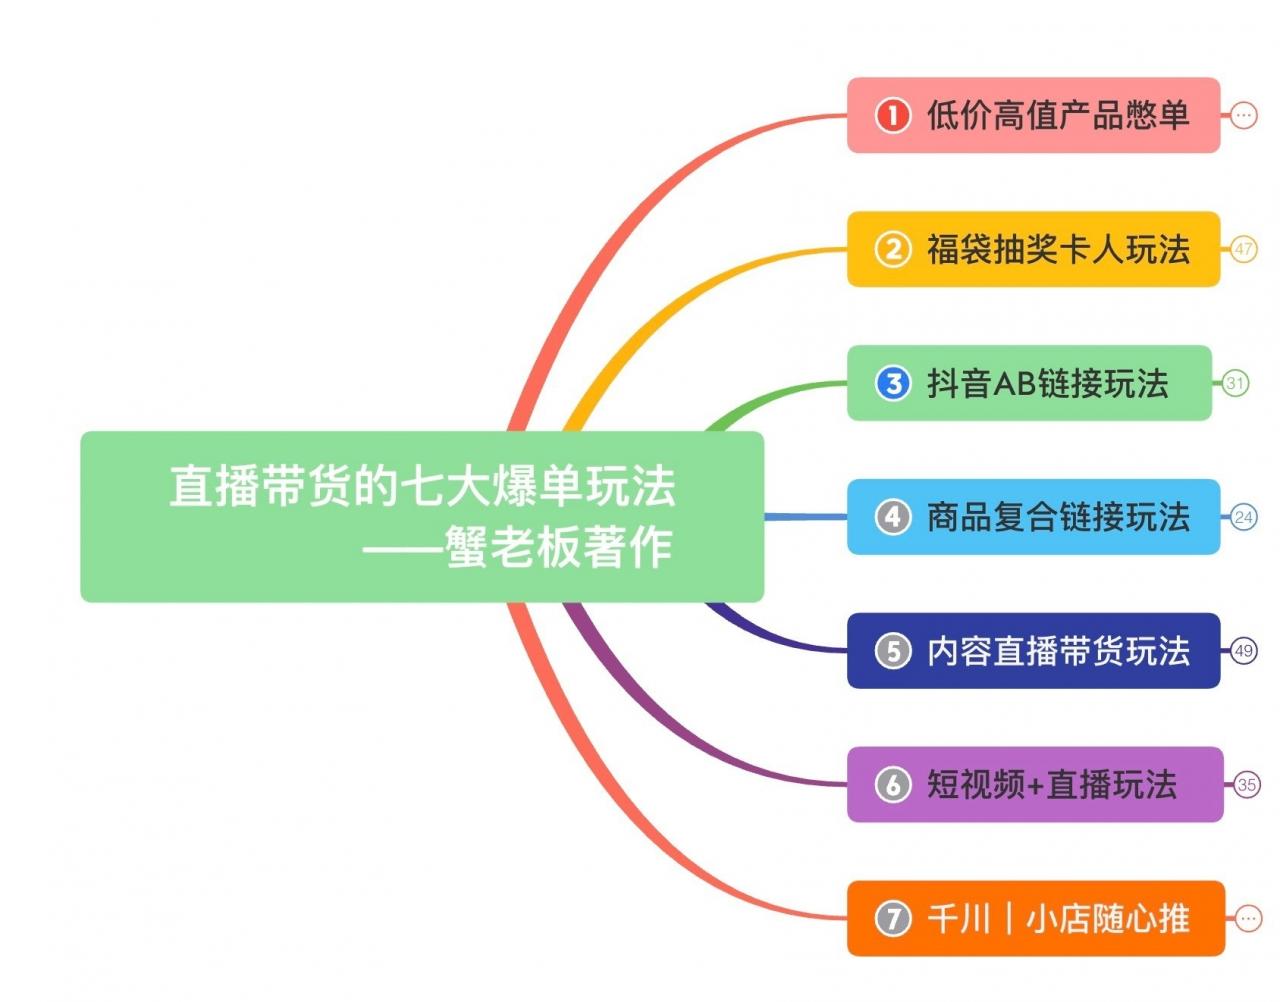 直播带货的七大爆单玩法
——蟹老板著作
1 低价高值产品憋单 ···
2 福袋抽奖卡人玩法 47
3 抖音AB链接玩法 31
4 商品复合链接玩法 24
5 内容直播带货玩法 49
6 短视频+直播玩法 35
7 千川｜小店随心推 ···